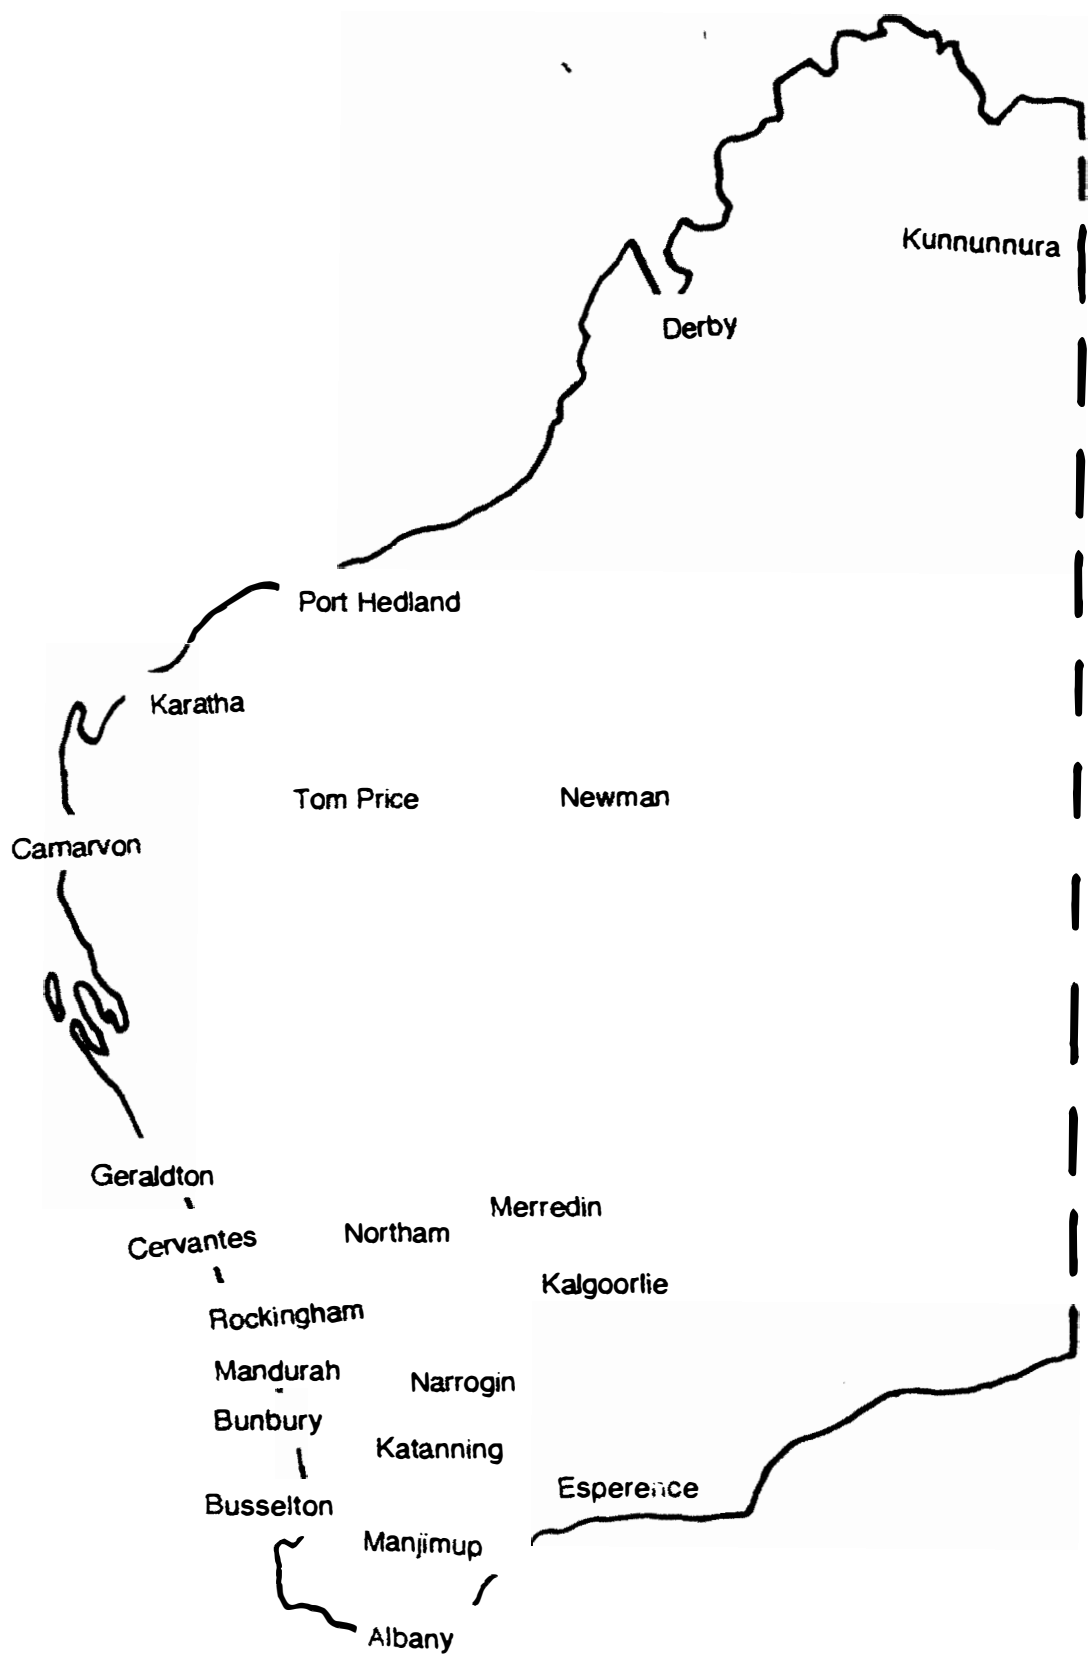 Kunnunnura
Derby
Port Hedland
Karatha
Tom Price
Newman
Carnarvon
Geraldton
Merredin
Northam
Cervantes
Kalgoorlie
Rockingham
Mandurah
Narrogin
Bunbury
Katanning
Esperence
Busselton
Manjimup
Albany